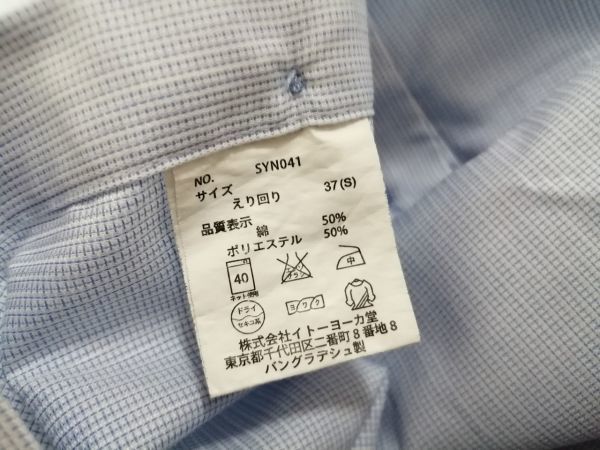 NO. SYN041
サイズ
えり回り 37(S)
品質表示
綿 50%
ポリエステル 50%
40
中
ネット使用
ドライ
セキユ系
ヨワク
株式会社イトーヨーカ堂
東京都千代田区二番町8番地8
バングラデシュ製